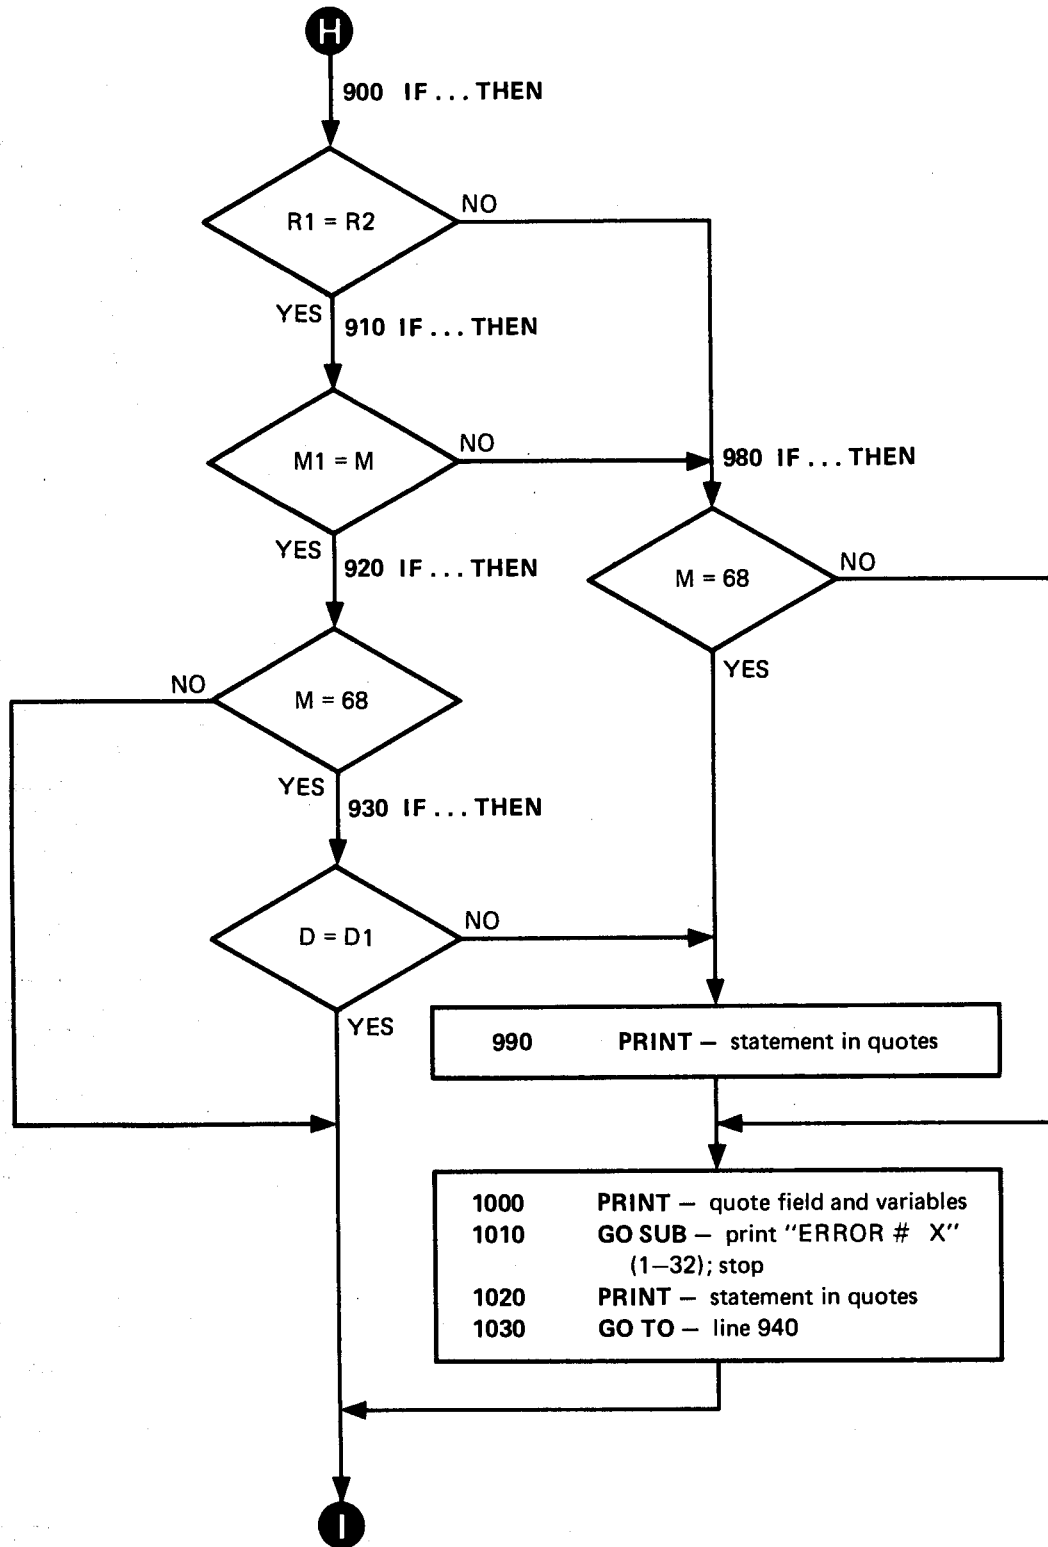 H
900 IF...THEN
R1 = R2
NO
YES
910 IF...THEN
M1 = M
NO
980 IF...THEN
YES
920 IF...THEN
M = 68
NO
YES
NO
M = 68
YES
930 IF...THEN
D = D1
NO
YES
990 PRINT — statement in quotes
1000 PRINT — quote field and variables
1010 GO SUB — print "ERROR # X"
(1—32); stop
1020 PRINT — statement in quotes
1030 GO TO — line 940
I